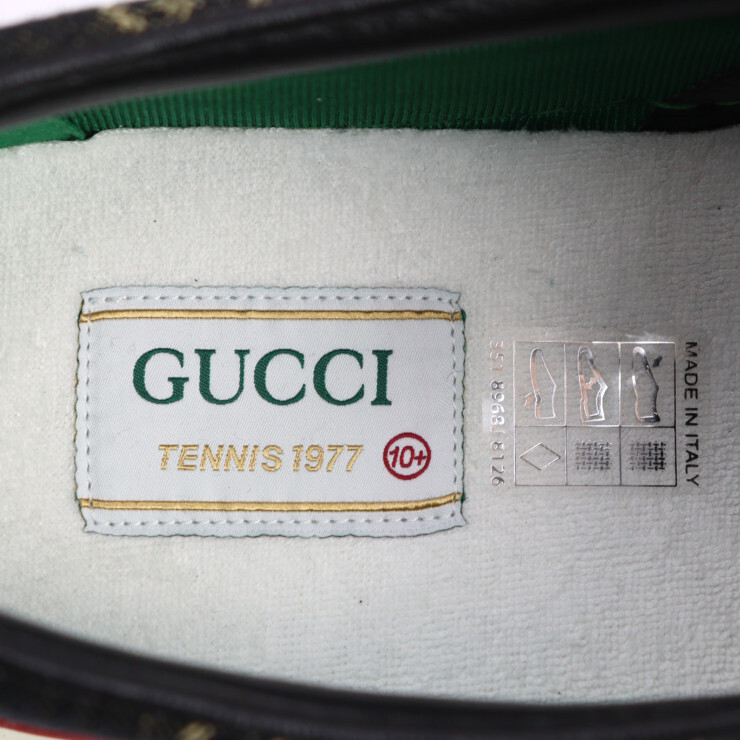 GUCCI
TENNIS 1977
10+
MADE IN ITALY